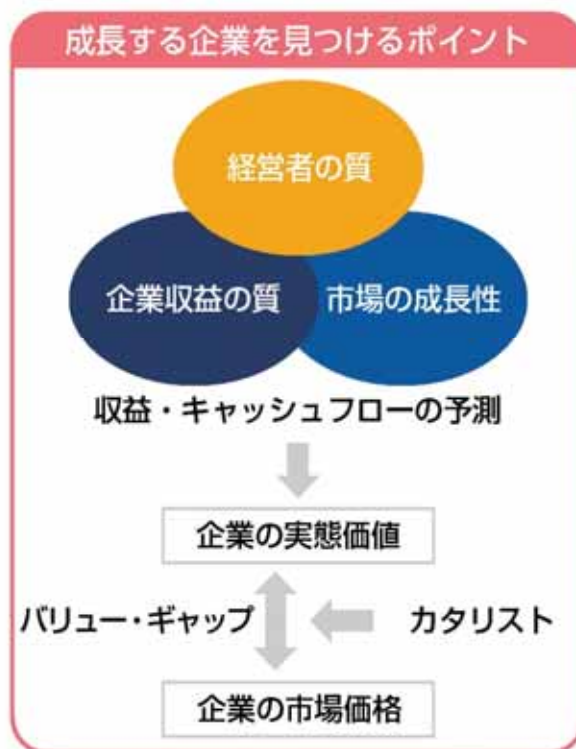 成長する企業を見つけるポイント
経営者の質
企業収益の質 市場の成長性
収益・キャッシュフローの予測
企業の実態価値
バリュー・ギャップ カタリスト
企業の市場価格